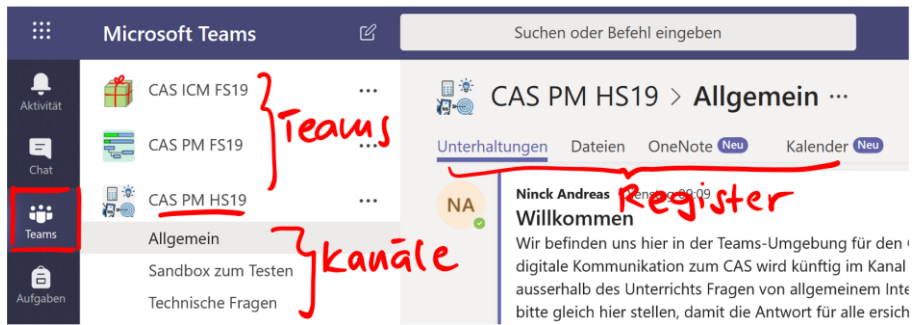 Microsoft Teams
Suchen oder Befehl eingeben
Aktivität
Chat
Teams
Aufgaben
CAS ICM FS19
CAS PM FS19
CAS PM HS19
Allgemein
Sandbox zum Testen
Technische Fragen
Teams
Kanäle
CAS PM HS19 > Allgemein ...
Unterhaltungen Dateien OneNote Neu Kalender Neu
Register
NA
Ninck Andreas 09:09
Willkommen
Wir befinden uns hier in der Teams-Umgebung für den
digitale Kommunikation zum CAS wird künftig im Kanal
ausserhalb des Unterrichts Fragen von allgemeinem
bitte gleich hier stellen, damit die Antwort für alle